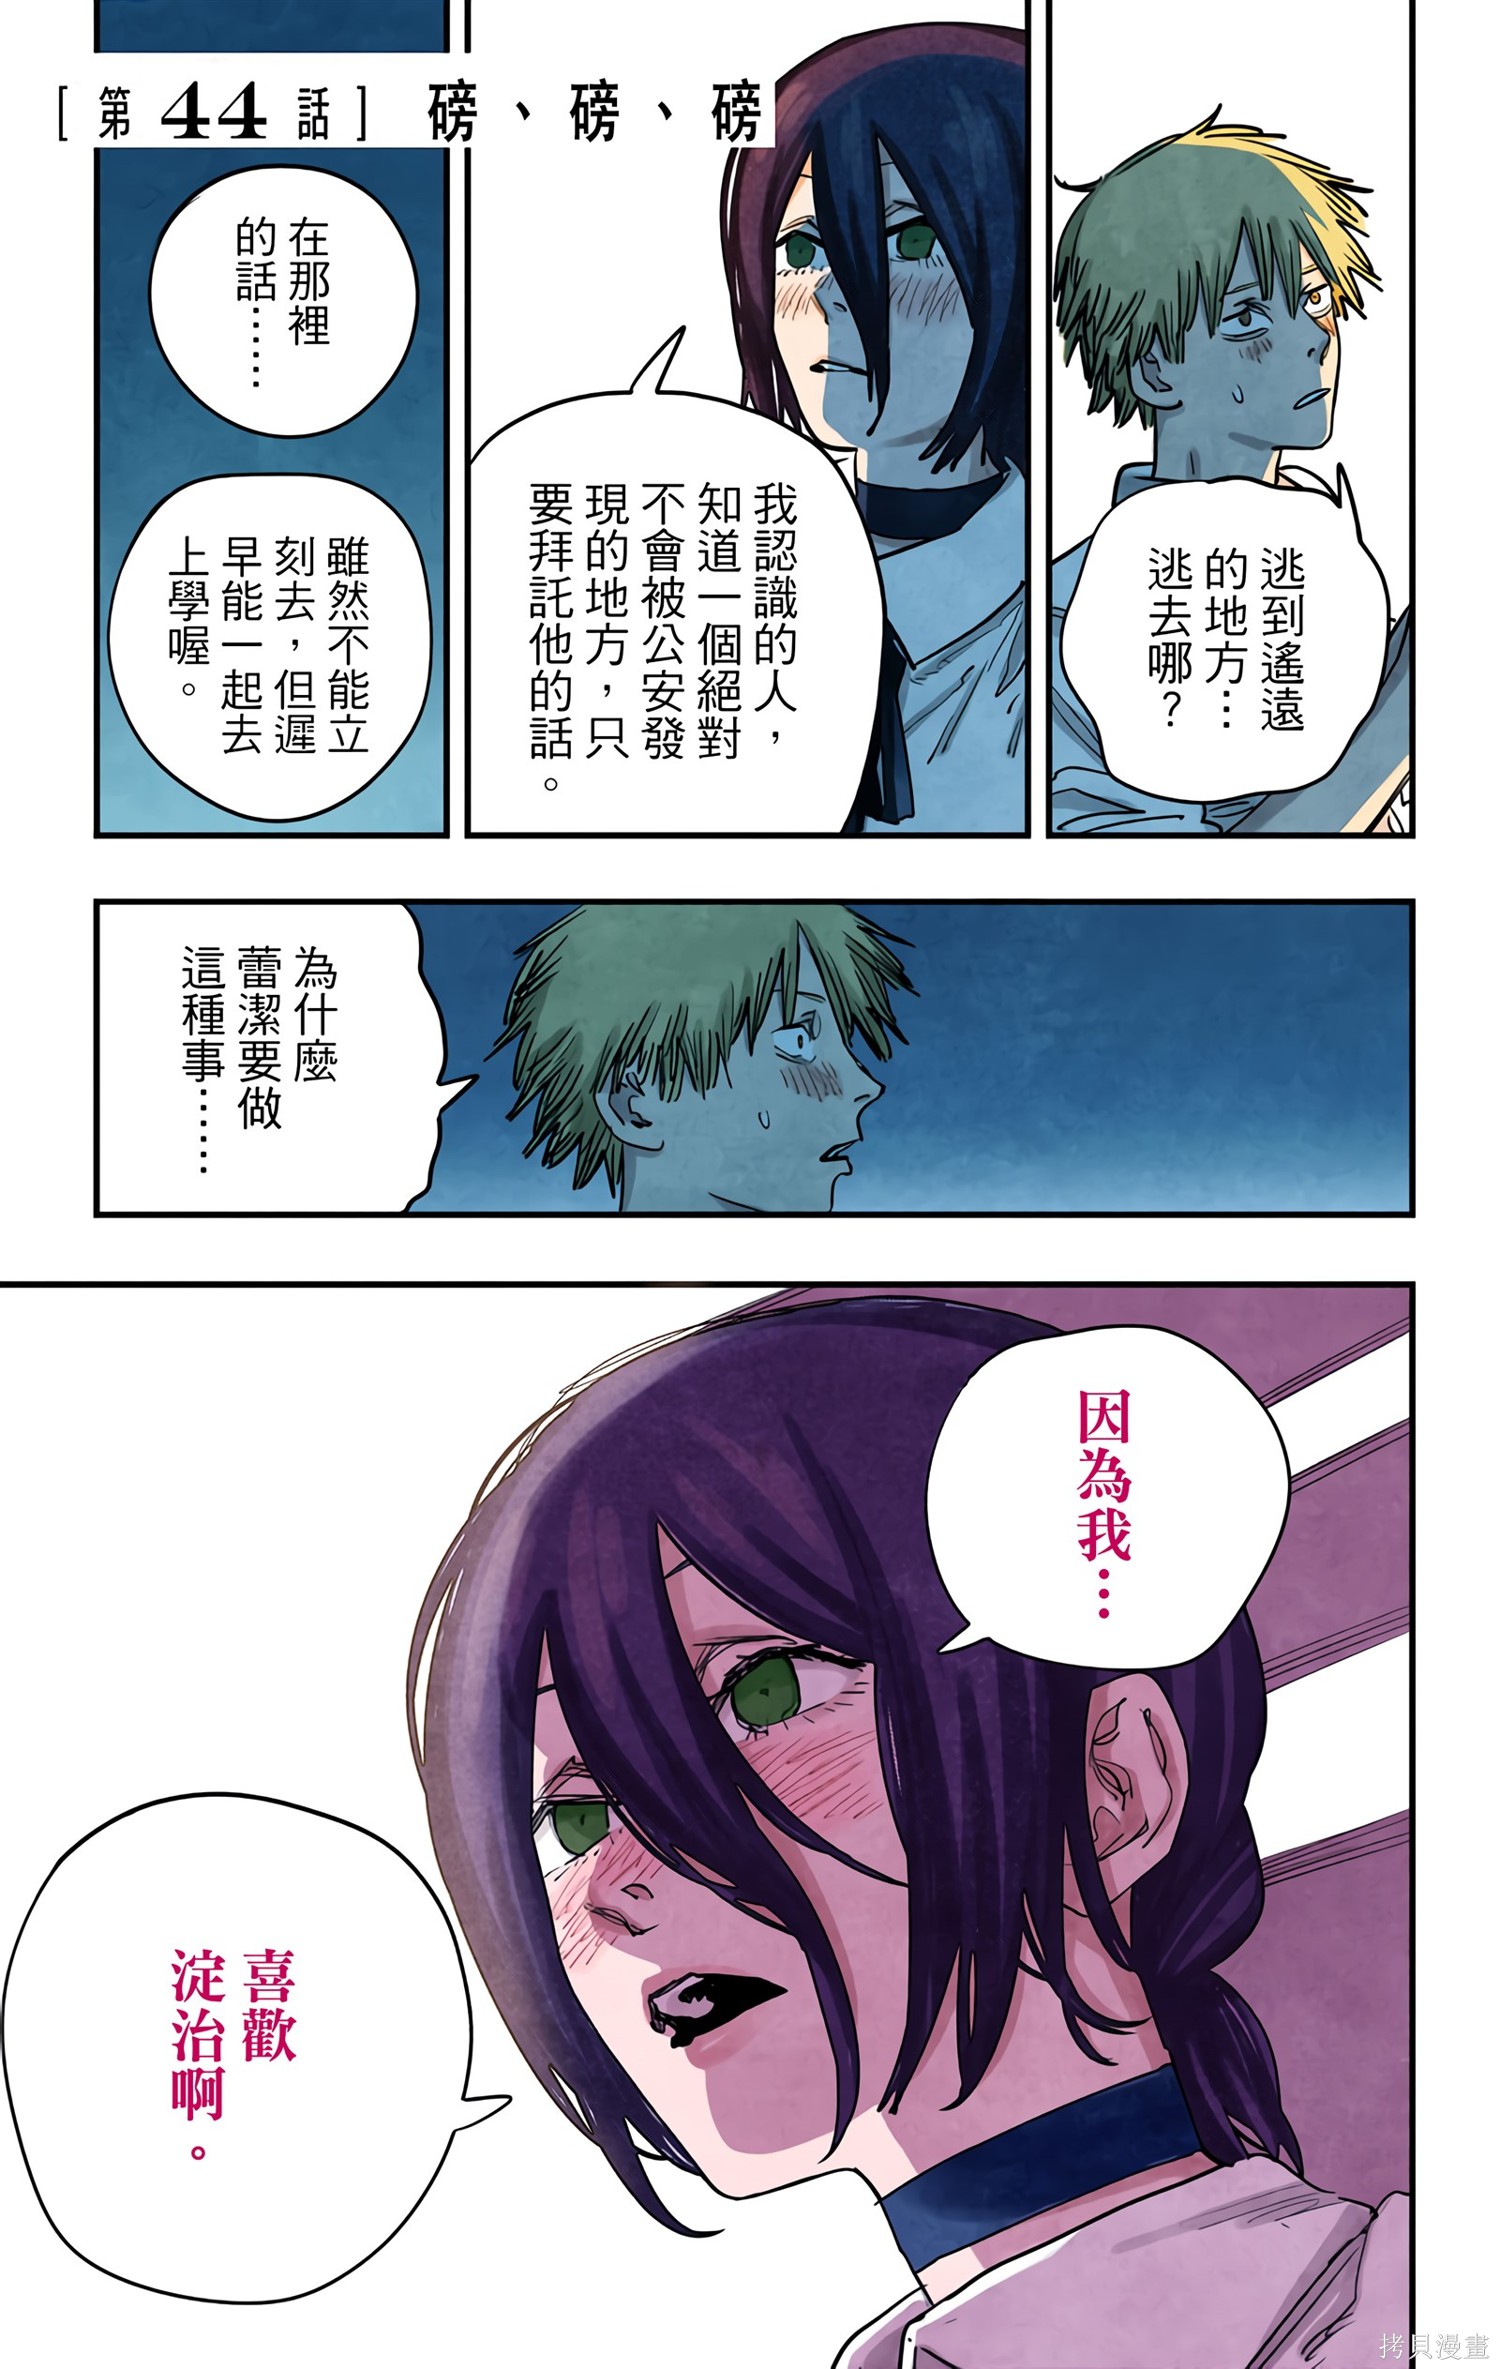 [第44話] 磅、磅、磅
逃到遙遠
的地方…
逃去哪？
我認識的人，
知道一個絕對
不會被公安發
現的地方，只
要拜託他的話。
在那裡
的話……
雖然不能立
刻去，但遲
早能一起去
上學喔。
為什麼
蕾潔要做
這種事……
因為我…
喜歡
淀治啊。
拷貝漫畫